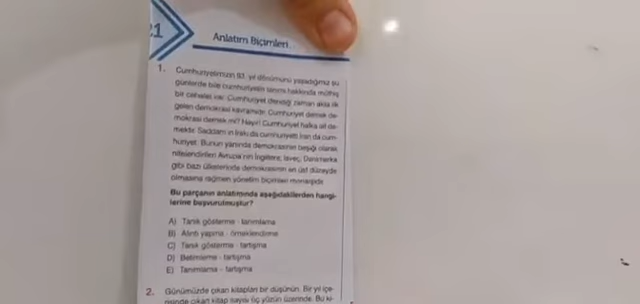 21
Anlatım Biçimleri
1. Cumhuriyetimizin 83. yıl dönümünü yaşadığımız şu
günlerde bile cumhuriyetin tanımı hakkında müthiş
bir cehalet var. Cumhuriyet dendiği zaman akla ilk
gelen demokrasi kavramıdır. Cumhuriyet demek de-
mokrasi demek mi? Hayır! Cumhuriyet halka ait de-
mektir. Saddam'ın Irak'ı da cumhuriyetti İran da cum-
huriyet. Bunun yanında demokrasinin beşiği olarak
nitelendirilen Avrupa'nın İngiltere, İsveç, Danimarka
gibi bazı ülkelerinde demokrasinin en üst düzeyde
olmasına rağmen yönetim biçimleri monarşidir.
Bu parçanın anlatımında aşağıdakilerden hangi-
lerine başvurulmuştur?
A) Tanık gösterme - tanımlama
B) Alıntı yapma - örneklendirme
C) Tanık gösterme - tartışma
D) Betimleme - tartışma
E) Tanımlama - tartışma
2. Günümüzde çıkan kitapları bir düşünün. Bir yıl içe-
risinde çıkan kitap sayısı üç yüzün üzerinde. Bu ki-